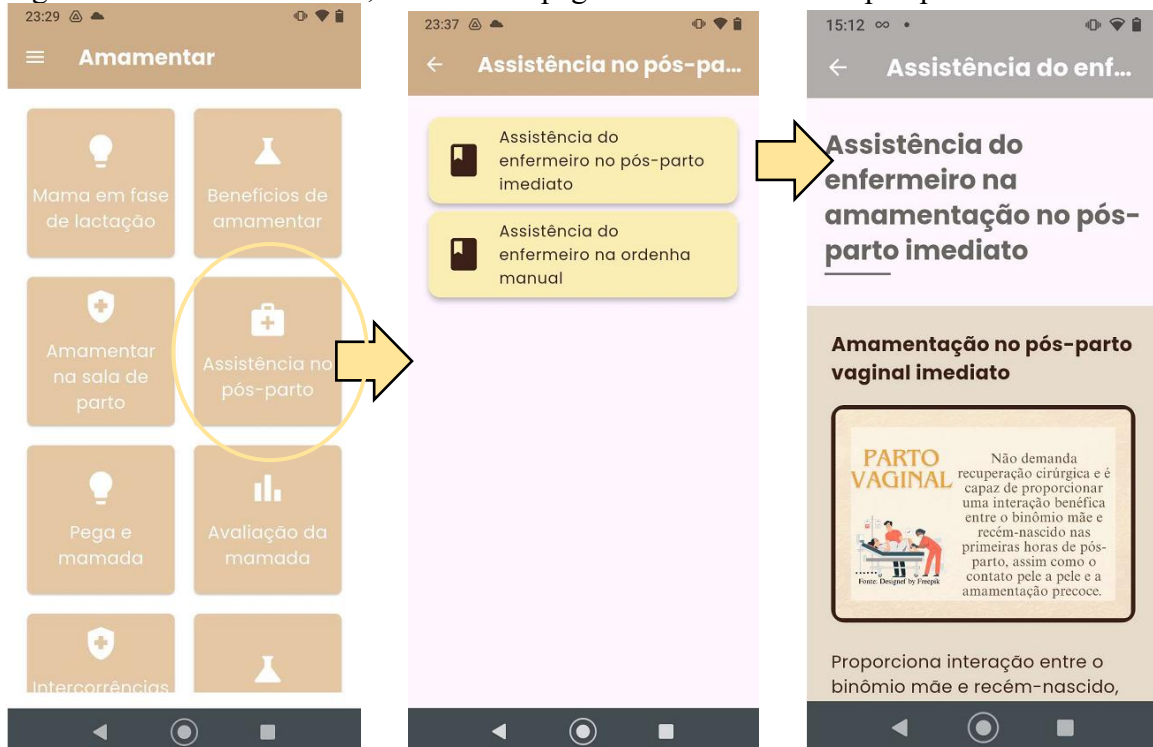 23:29
Amamentar
Mama em fase
de lactação
Benefícios de
amamentar
Amamentar
na sala de
parto
Assistência no
pós-parto
Pega e
mamada
Avaliação da
mamada
Intercorrências
23:37
Assistência no pós-pa...
Assistência do
enfermeiro no pós-parto
imediato
Assistência do
enfermeiro na ordenha
manual
15:12
Assistência do enf...
Assistência do
enfermeiro na
amamentação no pós-
parto imediato
Amamentação no pós-parto
vaginal imediato
PARTO
VAGINAL
Não demanda
recuperação cirúrgica e é
capaz de proporcionar
uma interação benéfica
entre o binômio mãe e
recém-nascido nas
primeiras horas de pós-
parto, assim como o
contato pele a pele e a
amamentação precoce.
Fonte: Designed by Freepik
Proporciona interação entre o
binômio mãe e recém-nascido,